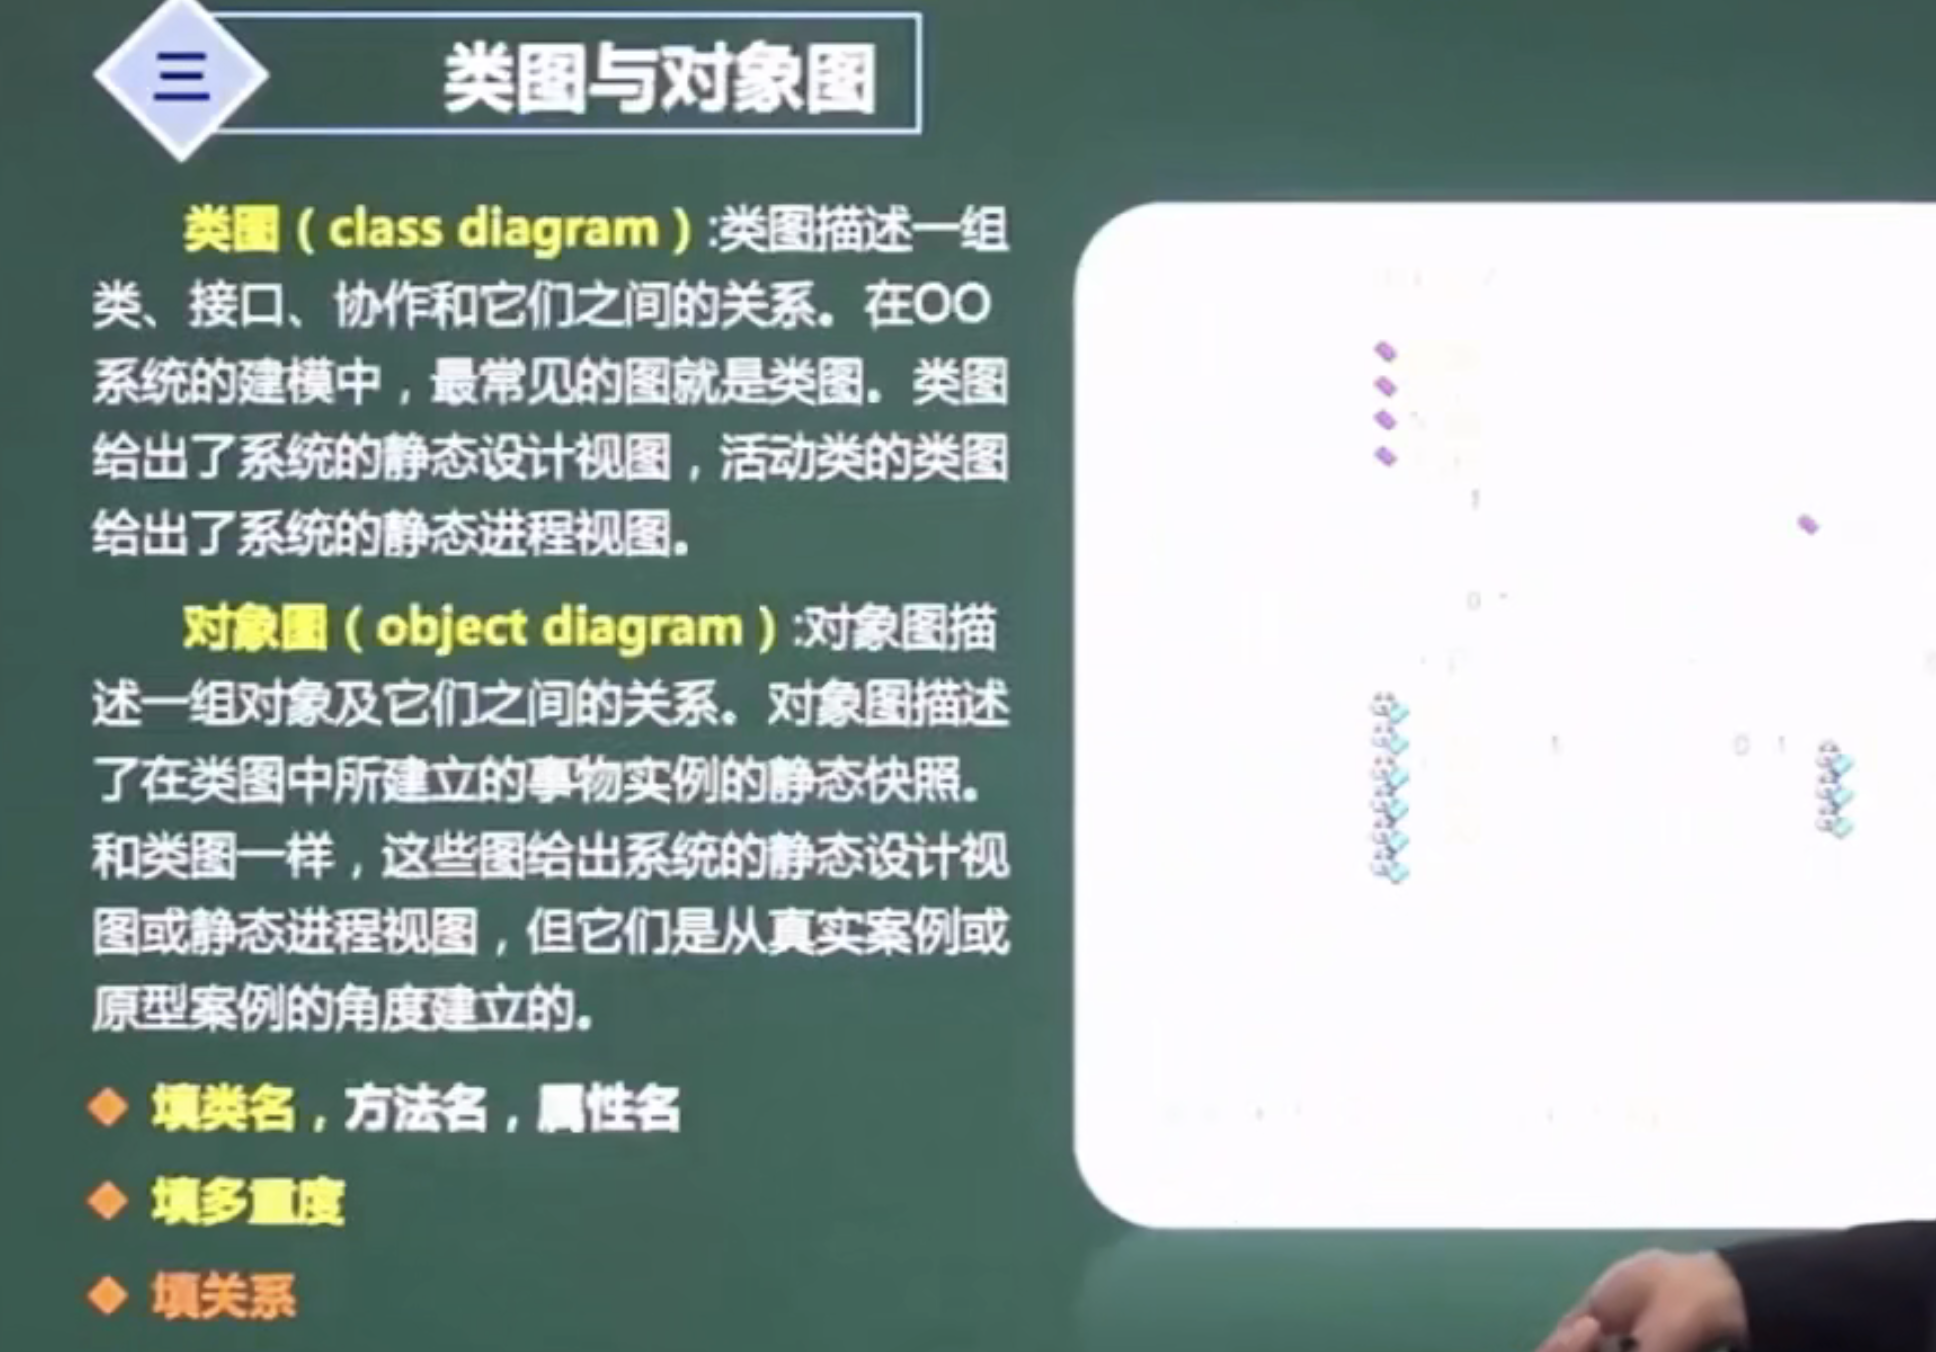 三
类图与对象图
类图（class diagram）:类图描述一组
类、接口、协作和它们之间的关系。在OO
系统的建模中，最常见的图就是类图。类图
给出了系统的静态设计视图，活动类的类图
给出了系统的静态进程视图。
对象图（object diagram）:对象图描
述一组对象及它们之间的关系。对象图描述
了在类图中所建立的事物实例的静态快照。
和类图一样，这些图给出系统的静态设计视
图或静态进程视图，但它们是从真实案例或
原型案例的角度建立的。
填类名，方法名，属性名
填多重度
填关系
1
0
1
0 1